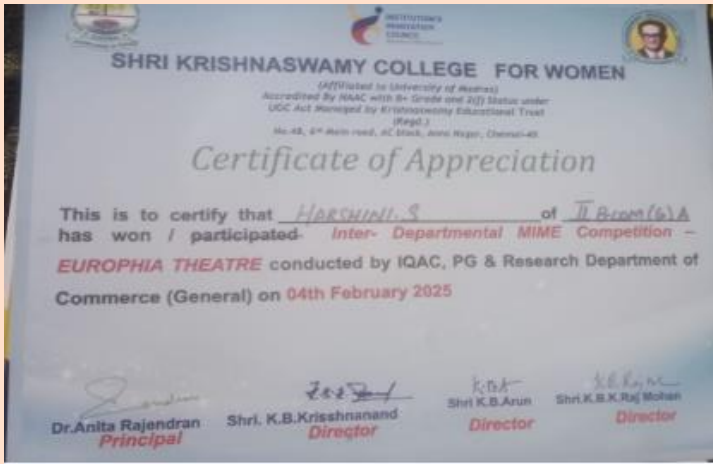 INSTITUTION'S
INNOVATION
COUNCIL
SHRI KRISHNASWAMY COLLEGE FOR WOMEN
(Affiliated to University of Madras)
Accredited By NAAC with B+ Grade and 2(f) Status under
UGC Act Managed by Krishnaswamy Educational Trust
(Regd.)
No.48, 6th Main road, AC block, Anna Nagar, Chennai-40.
Certificate of Appreciation
This is to certify that HARSHINI.S of II B.com(G)A
has won / participated- Inter- Departmental MIME Competition –
EUROPHIA THEATRE conducted by IQAC, PG & Research Department of
Commerce (General) on 04th February 2025
Dr.Anita Rajendran Shri. K.B.Krisshnanand Shri K.B.Arun Shri.K.B.K.Raj Mohan
Principal Director Director Director